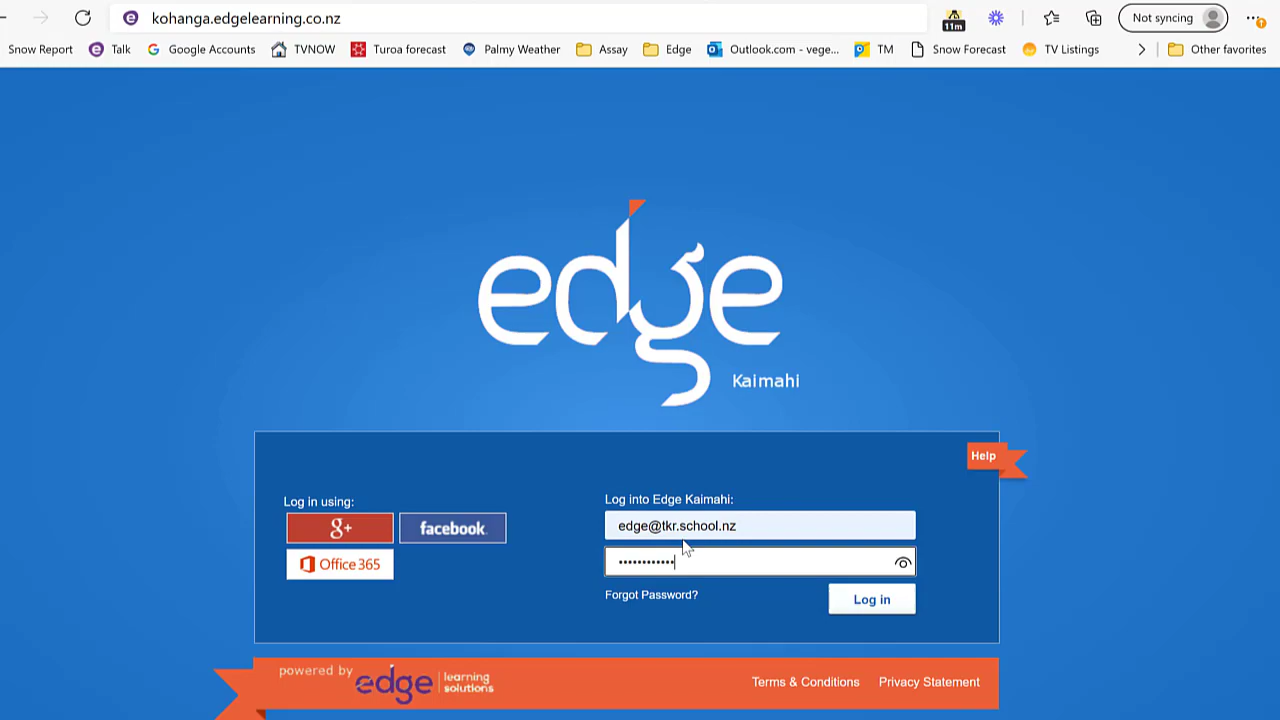 kohanga.edgelearning.co.nz
11m
Not syncing
Snow Report Talk Google Accounts TVNOW Turoa forecast Palmy Weather Assay Edge Outlook.com - vege... TM Snow Forecast TV Listings Other favorites
edge
Kaimahi
Help
Log in using:
Log into Edge Kaimahi:
g+ facebook
edge@tkr.school.nz
Office 365
Forgot Password?
Log in
powered by
edge learning solutions
Terms & Conditions Privacy Statement